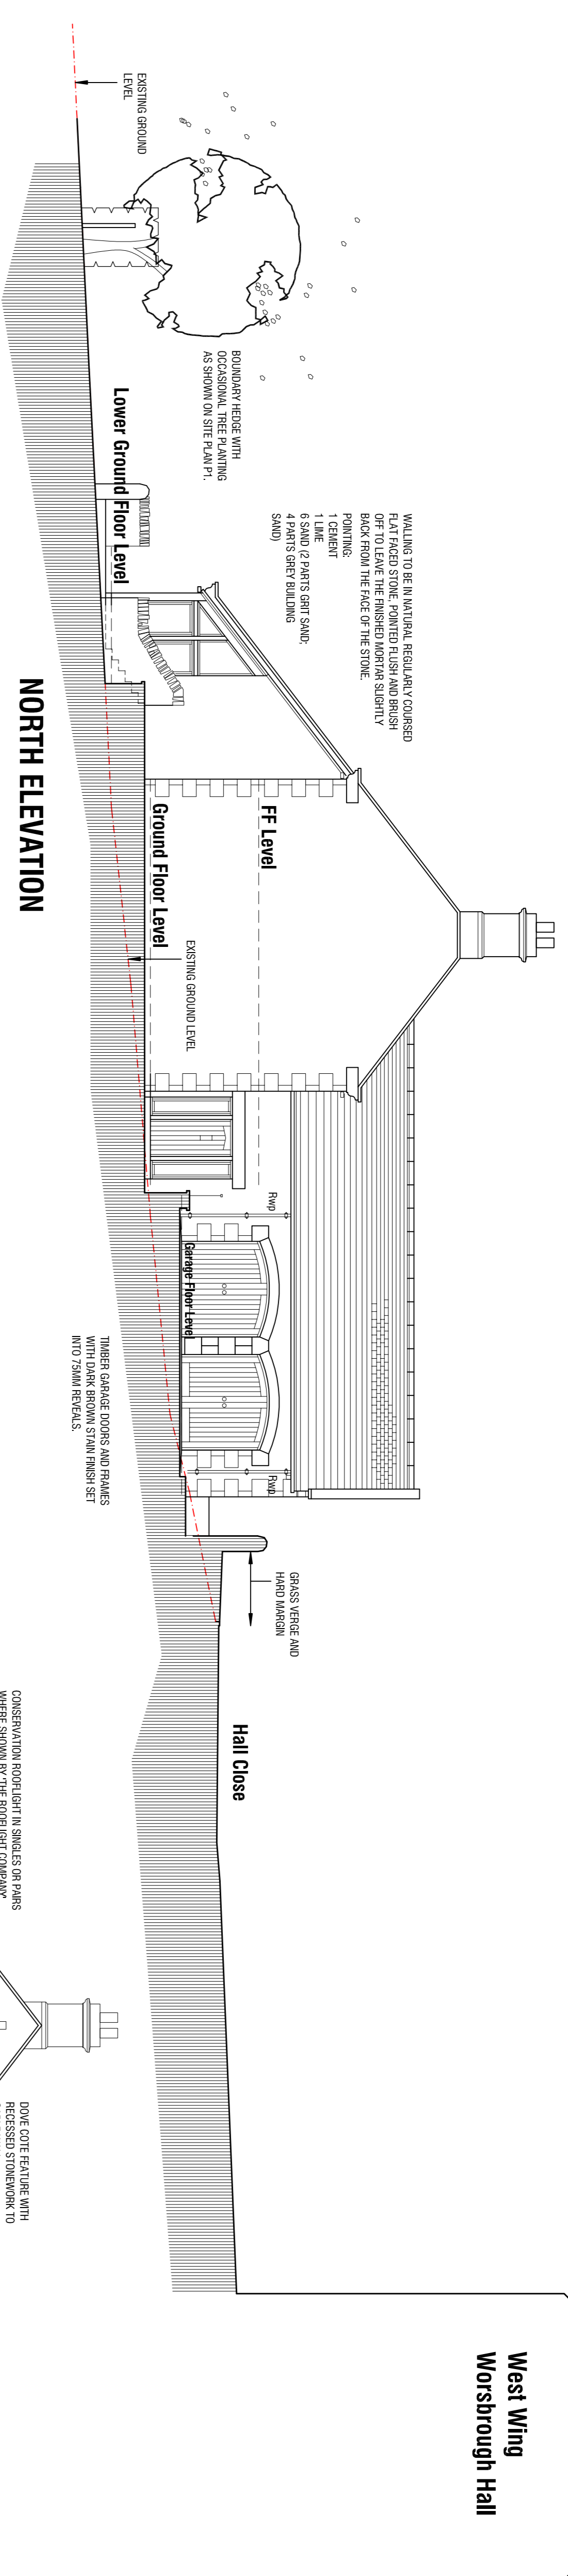 EXISTING GROUND
LEVEL
BOUNDARY HEDGE WITH
OCCASIONAL TREE PLANTING
AS SHOWN ON SITE PLAN P1.
Lower Ground Floor Level
WALLING TO BE IN NATURAL REGULARLY COURSED
FLAT FACED STONE, POINTED FLUSH AND BRUSH
OFF TO LEAVE THE FINISHED MORTAR SLIGHTLY
BACK FROM THE FACE OF THE STONE.
POINTING:
1 CEMENT
1 LIME
6 SAND (2 PARTS GRIT SAND;
4 PARTS GREY BUILDING
SAND)
NORTH ELEVATION
FF Level
Ground Floor Level
EXISTING GROUND LEVEL
Rwp
Garage Floor Level
Rwp
TIMBER GARAGE DOORS AND FRAMES
WITH DARK BROWN STAIN FINISH SET
INTO 75MM REVEALS.
GRASS VERGE AND
HARD MARGIN
Hall Close
CONSERVATION ROOFLIGHT IN SINGLES OR PAIRS
WHERE SHOWN BY 'THE ROOFLIGHT COMPANY'
DOVE COTE FEATURE WITH
RECESSED STONEWORK TO
West Wing
Worsbrough Hall